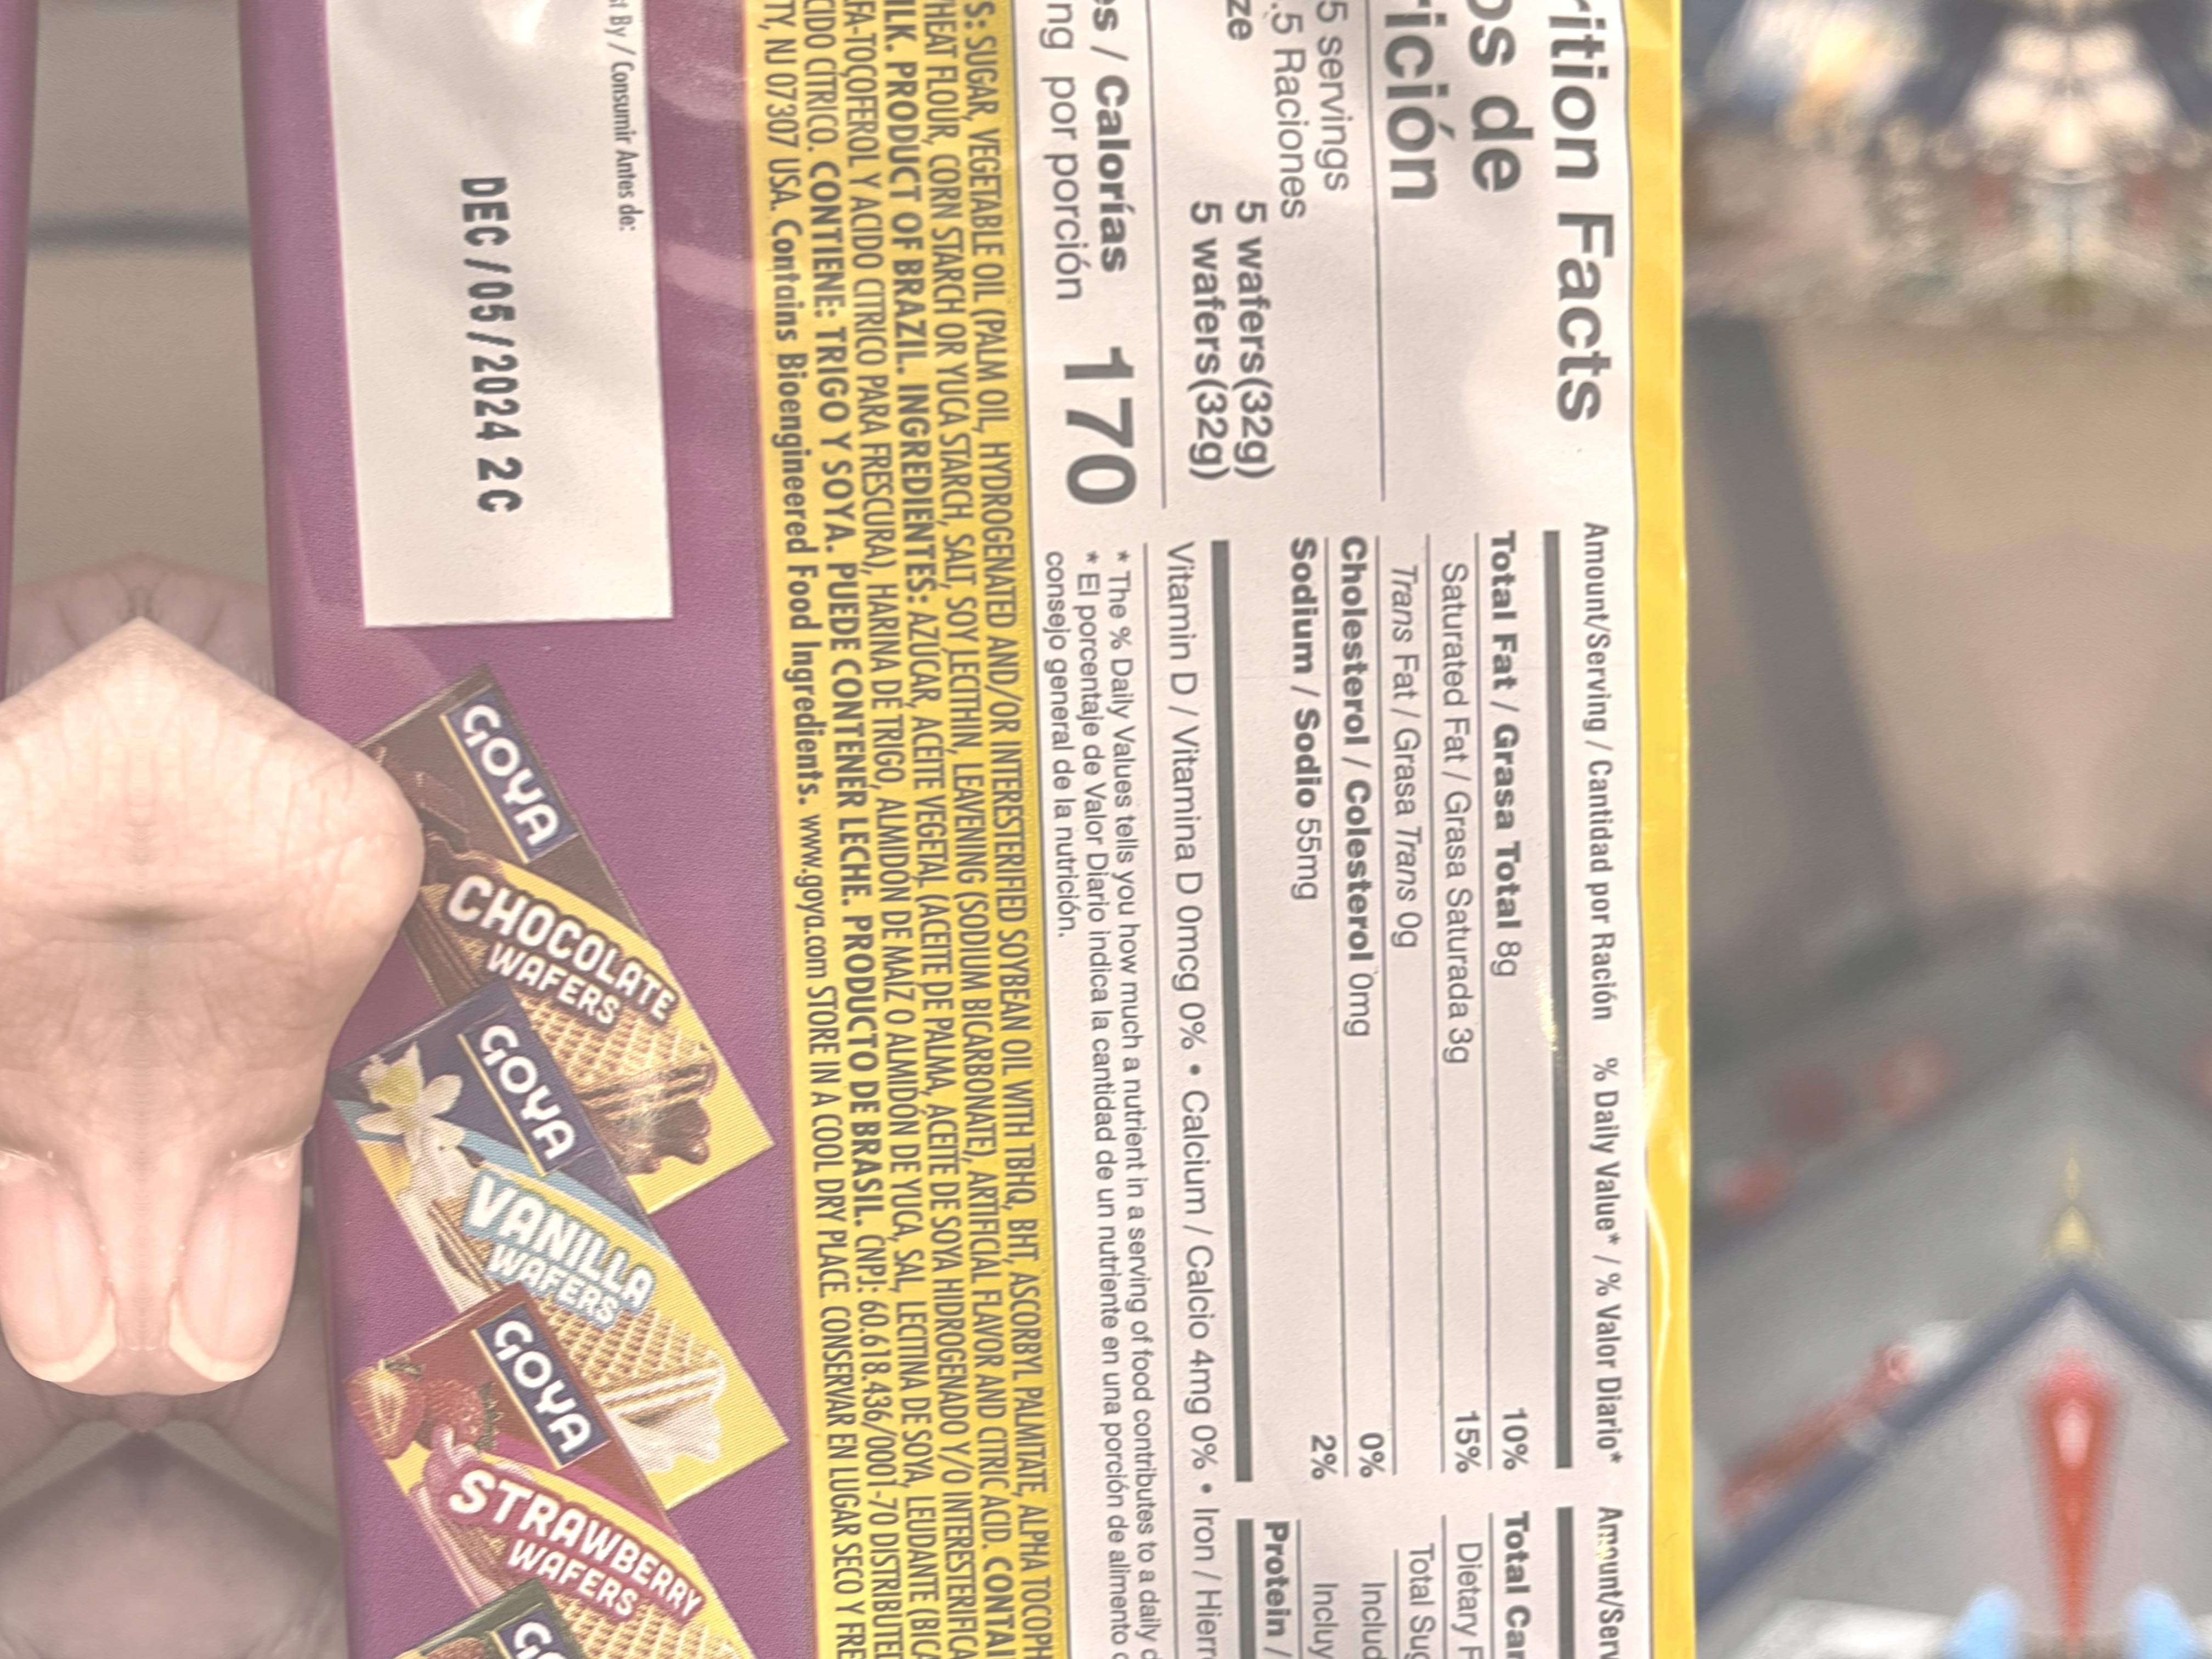 rition Facts
os de
rición
5 servings
.5 Raciones
ze 5 wafers(32g)
5 wafers(32g)
es / Calorías
ng por porción
170
Amount/Serving / Cantidad por Ración % Daily Value* / % Valor Diario*
Total Fat / Grasa Total 8g 10%
Saturated Fat / Grasa Saturada 3g 15%
Trans Fat / Grasa Trans 0g
Cholesterol / Colesterol 0mg 0%
Sodium / Sodio 55mg 2%
Amount/Serv
Total Car
Dietary F
Total Sug
Includ
Incluy
Protein /
Vitamin D / Vitamina D 0mcg 0% • Calcium / Calcio 4mg 0% • Iron / Hierr
* The % Daily Values tells you how much a nutrient in a serving of food contributes to a daily d
* El porcentaje de Valor Diario indica la cantidad de un nutriente en una porción de alimento c
consejo general de la nutrición.
S: SUGAR, VEGETABLE OIL (PALM OIL, HYDROGENATED AND/OR INTERESTERIFIED SOYBEAN OIL WITH TBHQ, BHT, ASCORBYL PALMITATE, ALPHA TOCOPH
HEAT FLOUR, CORN STARCH OR YUCA STARCH, SALT, SOY LECITHIN, LEAVENING (SODIUM BICARBONATE), ARTIFICIAL FLAVOR AND CITRIC ACID. CONTAI
ILK. PRODUCT OF BRAZIL. INGREDIENTES: AZÚCAR, ACEITE VEGETAL (ACEITE DE PALMA, ACEITE DE SOYA HIDROGENADO Y/O INTERESTERIFICA
FA-TOCOFEROL Y ACIDO CITRICO PARA FRESCURA), HARINA DE TRIGO, ALMIDÓN DE MAÍZ O ALMIDÓN DE YUCA, SAL, LECITINA DE SOYA, LEUDANTE (BICA
CIDO CÍTRICO. CONTIENE: TRIGO Y SOYA. PUEDE CONTENER LECHE. PRODUCTO DE BRASIL. CNPJ: 60.618.436/0001-70 DISTRIBUTE
TY, NJ 07307 USA. Contains Bioengineered Food Ingredients. www.goya.com STORE IN A COOL DRY PLACE. CONSERVAR EN LUGAR SECO Y FRE
t By / Consumir Antes de:
DEC/05/2024 2C
GOYA
CHOCOLATE
WAFERS
GOYA
VANILLA
WAFERS
GOYA
STRAWBERRY
WAFERS
GO